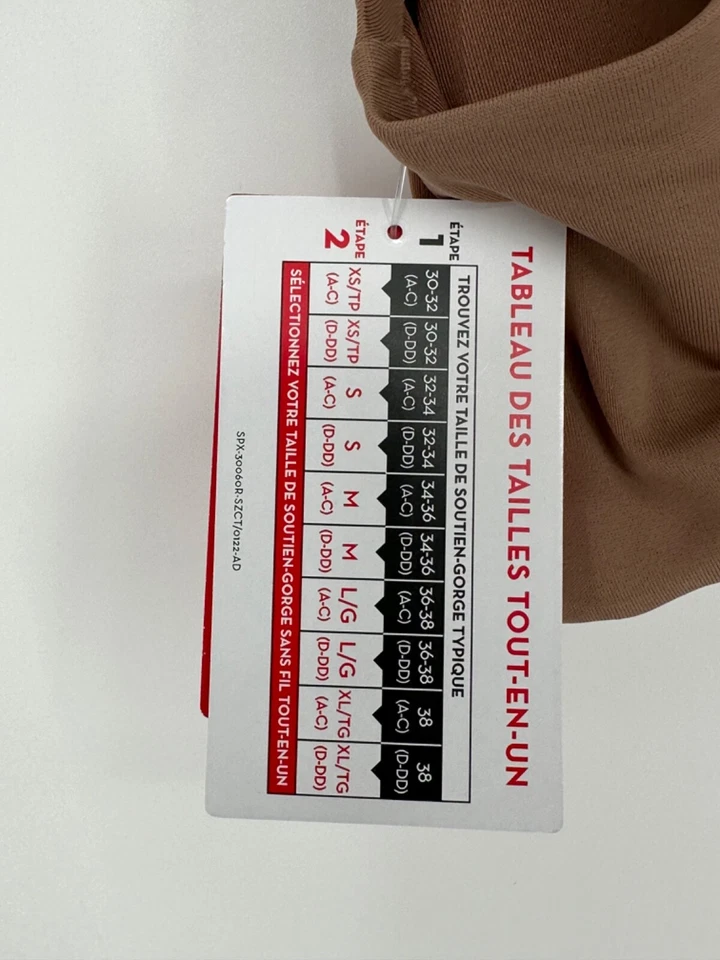 TABLEAU DES TAILLES TOUT-EN-UN
ÉTAPE
1
TROUVEZ VOTRE TAILLE DE SOUTIEN-GORGE TYPIQUE
30-32 30-32 32-34 32-34 34-36 34-36 36-38 36-38 38 38
(A-C) (D-DD) (A-C) (D-DD) (A-C) (D-DD) (A-C) (D-DD) (A-C) (D-DD)
ÉTAPE
2
XS/TP XS/TP S S M M L/G L/G XL/TG XL/TG
(A-C) (D-DD) (A-C) (D-DD) (A-C) (D-DD) (A-C) (D-DD) (A-C) (D-DD)
SÉLECTIONNEZ VOTRE TAILLE DE SOUTIEN-GORGE SANS FIL TOUT-EN-UN
SPX-30060R-SZCT/0122-AD